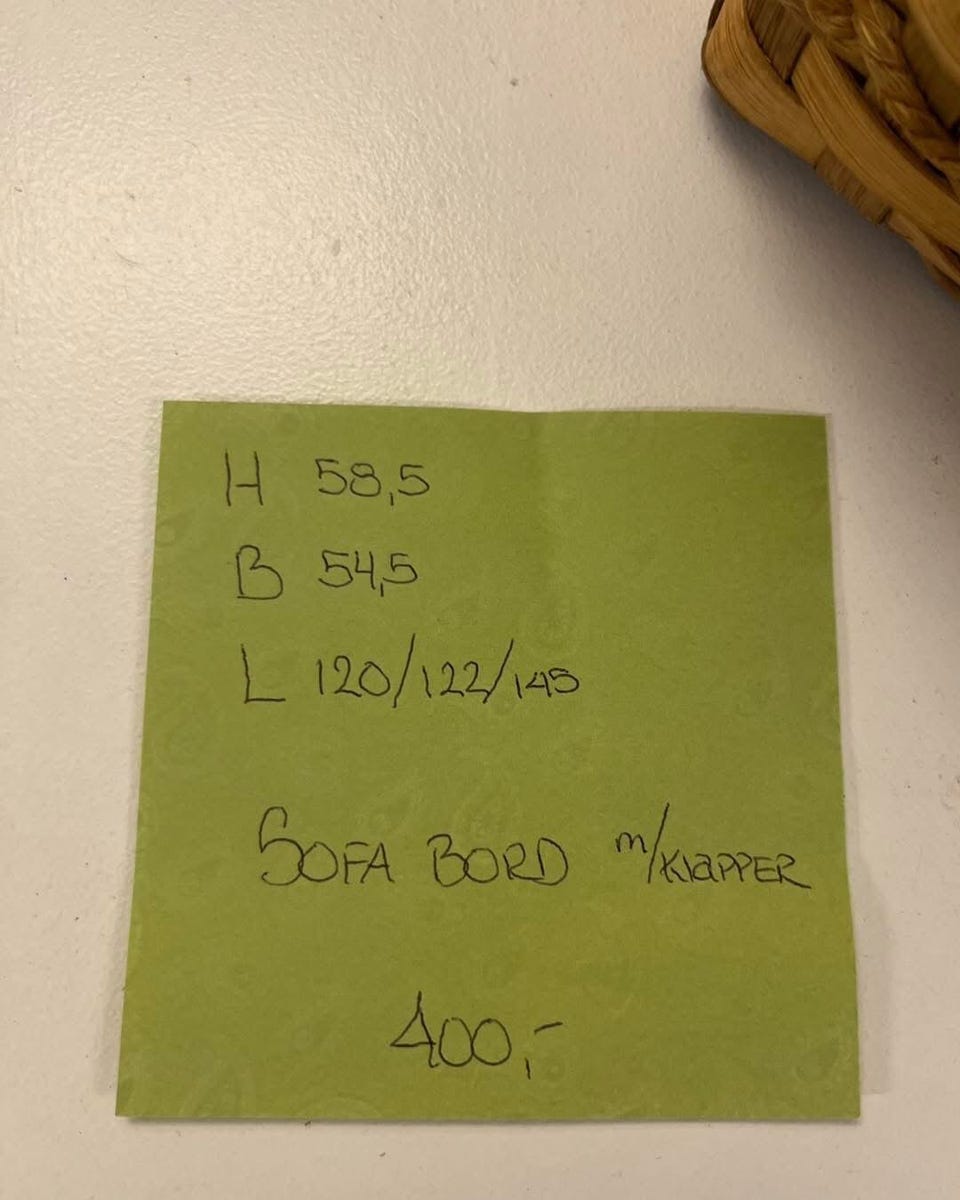 H 58,5
B 54,5
L 120/122/145
SOFA BORD m/KLAPPER
400,-